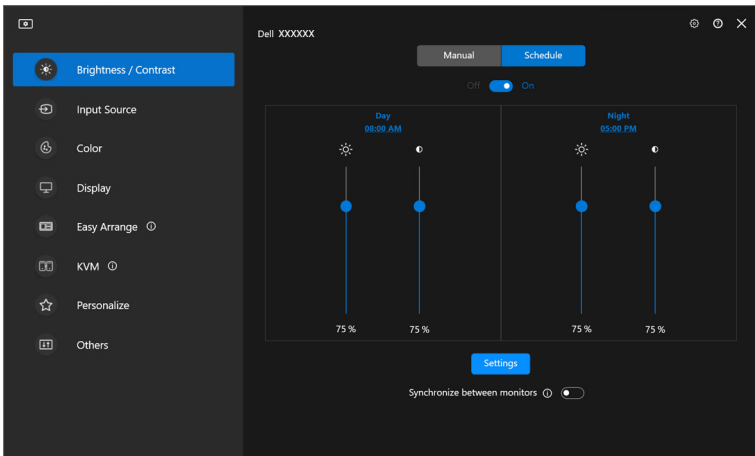 Dell XXXXXX
Manual Schedule
Off On
Brightness / Contrast
Input Source
Color
Display
Easy Arrange
KVM
Personalize
Others
Day
08:00 AM
75 % 75 %
Night
05:00 PM
75 % 75 %
Settings
Synchronize between monitors